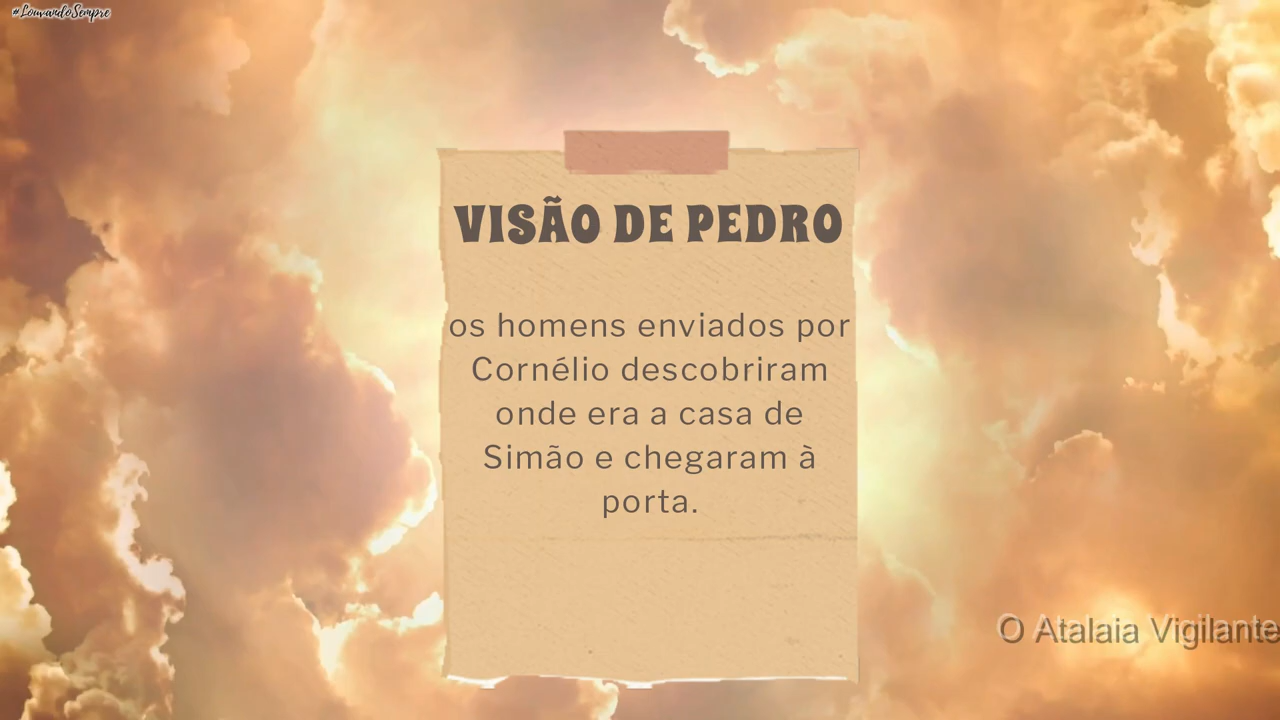 #LouvandoSempre
VISÃO DE PEDRO
os homens enviados por
Cornélio descobriram
onde era a casa de
Simão e chegaram à
porta.
O Atalaia Vigilante